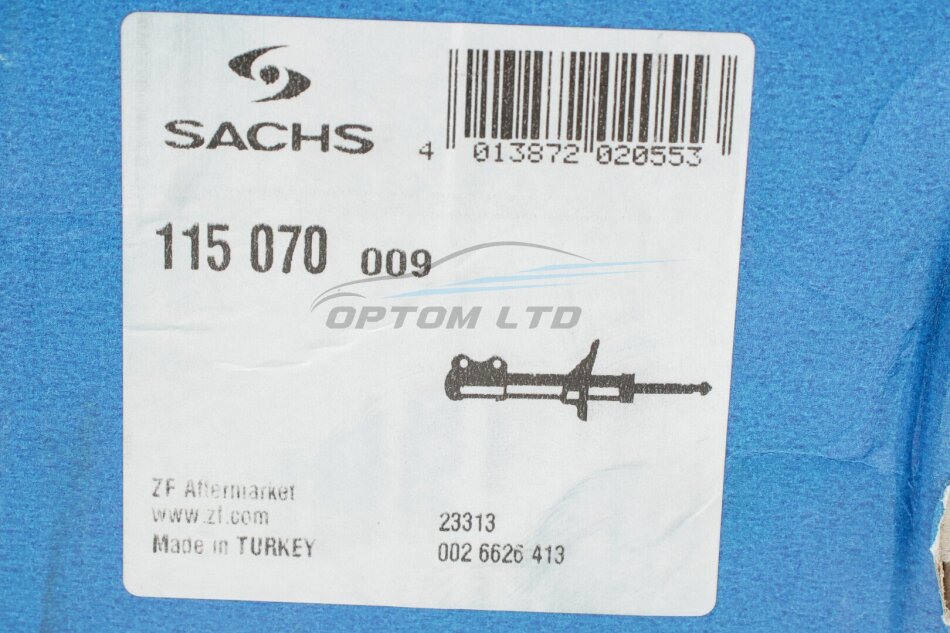 SACHS
4 013872 020553
115 070 009
OPTOM LTD
ZF Aftermarket
www.zf.com
Made in TURKEY
23313
002 6626 413